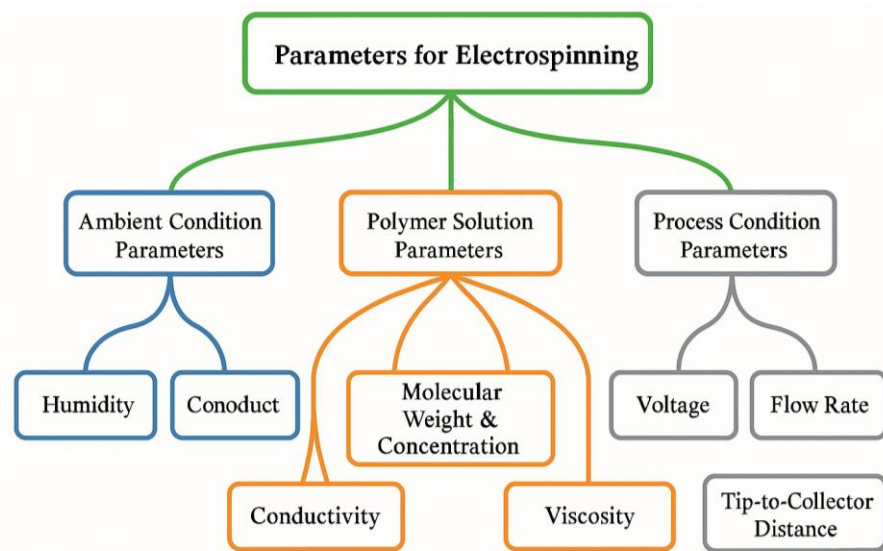 Parameters for Electrospinning
Ambient Condition
Parameters
Polymer Solution
Parameters
Process Condition
Parameters
Humidity
Conoduct
Molecular
Weight &
Concentration
Voltage
Flow Rate
Conductivity
Viscosity
Tip-to-Collector
Distance